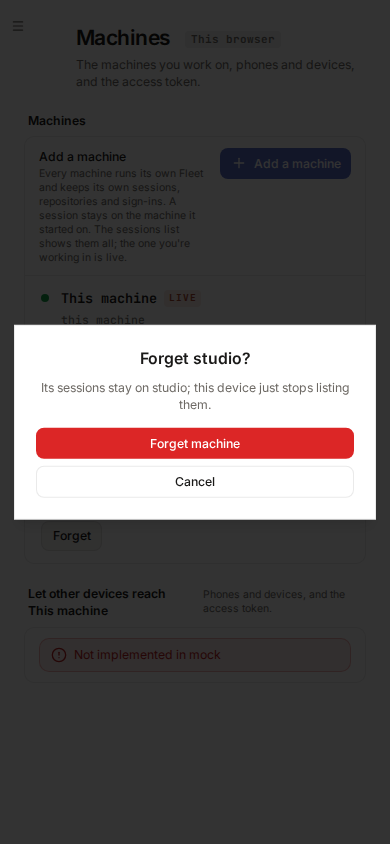 Machines
This browser
The machines you work on, phones and devices,
and the access token.
Machines
Add a machine
Every machine runs its own Fleet
and keeps its own sessions,
repositories and sign-ins. A
session stays on the machine it
started on. The sessions list
shows them all; the one you're
working in is live.
Add a machine
This machine
LIVE
this machine
Forget studio?
Its sessions stay on studio; this device just stops listing
them.
Forget machine
Cancel
Forget
Let other devices reach
This machine
Phones and devices, and the
access token.
Not implemented in mock